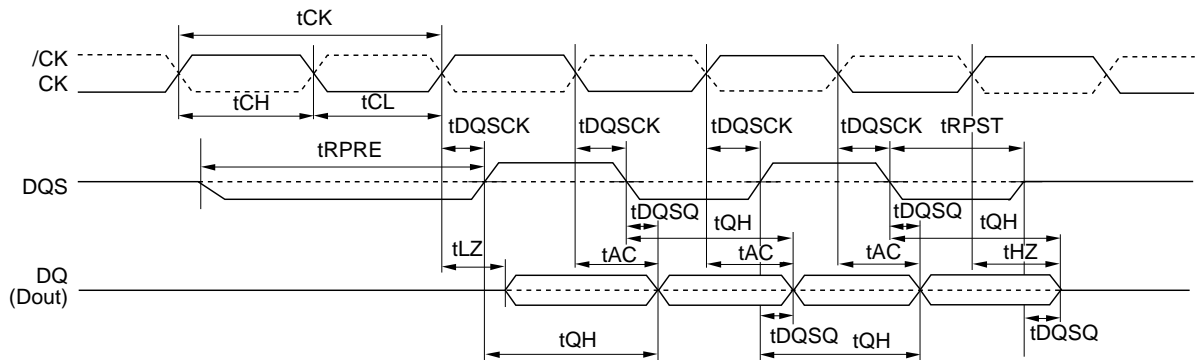 tCK
/CK
CK
tCH
tCL
tDQSCK
tDQSCK
tDQSCK
tDQSCK
tRPST
tRPRE
DQS
tDQSQ
tQH
tDQSQ
tQH
tLZ
tAC
tAC
tAC
tHZ
DQ
(Dout)
tQH
tDQSQ
tQH
tDQSQ